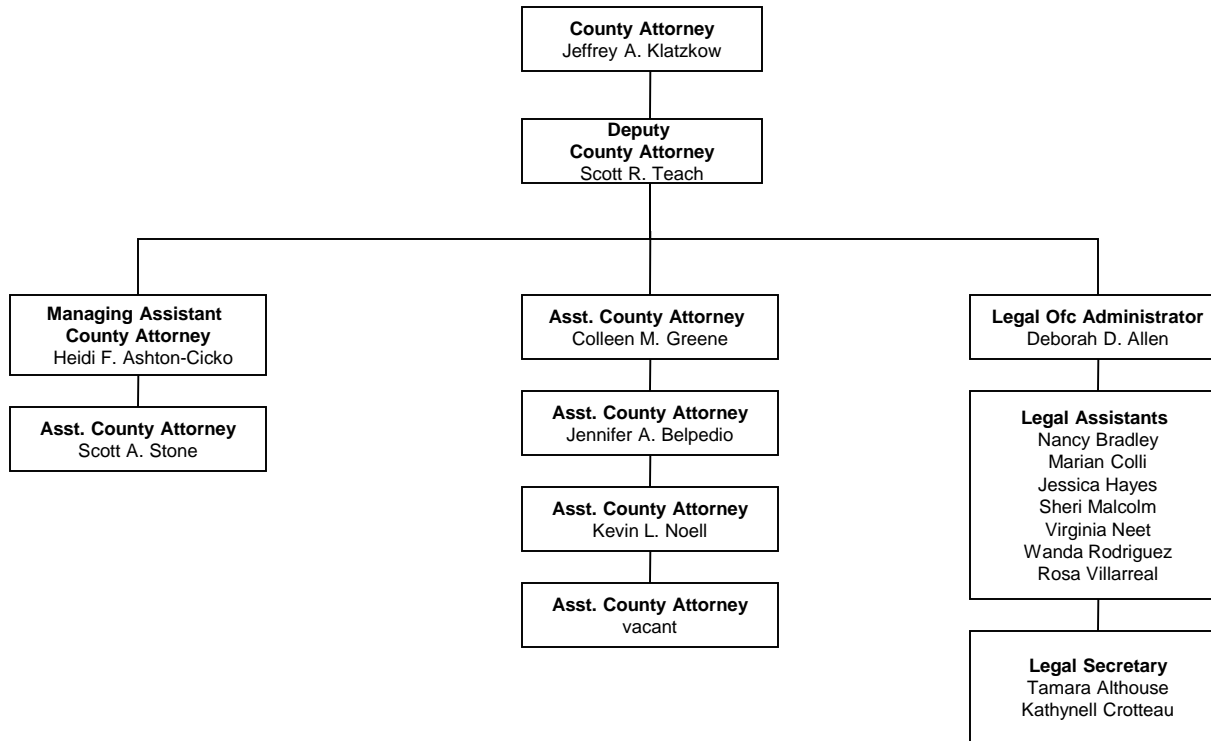 County Attorney
Jeffrey A. Klatzkow
Deputy
County Attorney
Scott R. Teach
Managing Assistant
County Attorney
Heidi F. Ashton-Cicko
Asst. County Attorney
Scott A. Stone
Asst. County Attorney
Colleen M. Greene
Asst. County Attorney
Jennifer A. Belpedio
Asst. County Attorney
Kevin L. Noell
Asst. County Attorney
vacant
Legal Ofc Administrator
Deborah D. Allen
Legal Assistants
Nancy Bradley
Marian Colli
Jessica Hayes
Sheri Malcolm
Virginia Neet
Wanda Rodriguez
Rosa Villarreal
Legal Secretary
Tamara Althouse
Kathynell Crotteau